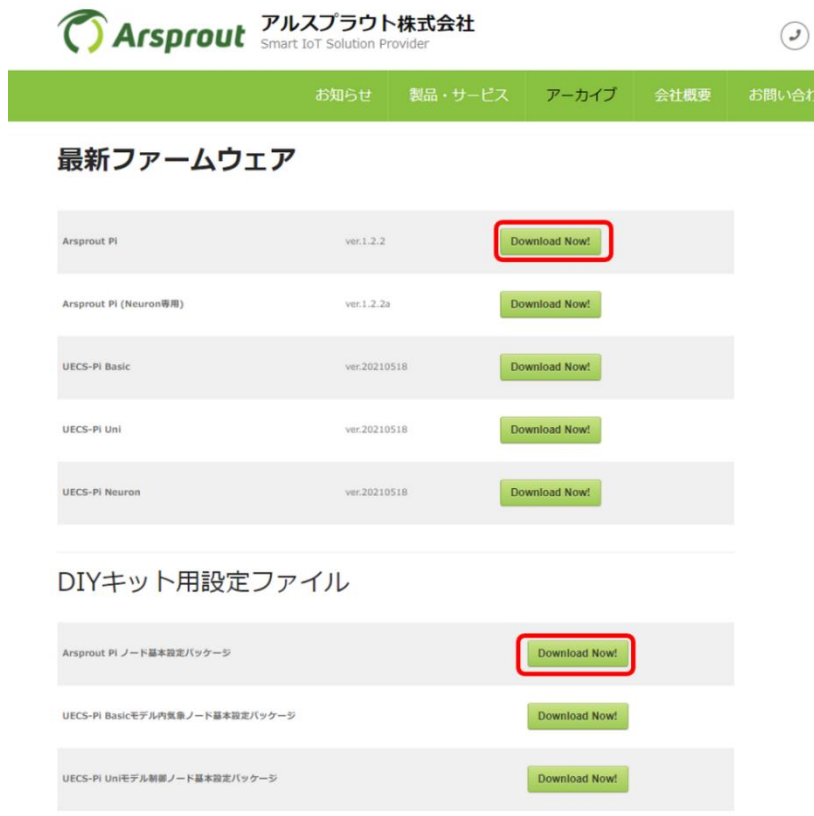 Arsprout アルスプラウト株式会社
Smart IoT Solution Provider
お知らせ 製品・サービス アーカイブ 会社概要 お問い合わ
最新ファームウェア
Arsprout Pi ver.1.2.2 Download Now!
Arsprout Pi (Neuron専用) ver.1.2.2a Download Now!
UECS-Pi Basic ver.20210518 Download Now!
UECS-Pi Uni ver.20210518 Download Now!
UECS-Pi Neuron ver.20210518 Download Now!
DIYキット用設定ファイル
Arsprout Pi ノード基本設定パッケージ Download Now!
UECS-Pi Basicモデル内気象ノード基本設定パッケージ Download Now!
UECS-Pi Uniモデル制御ノード基本設定パッケージ Download Now!